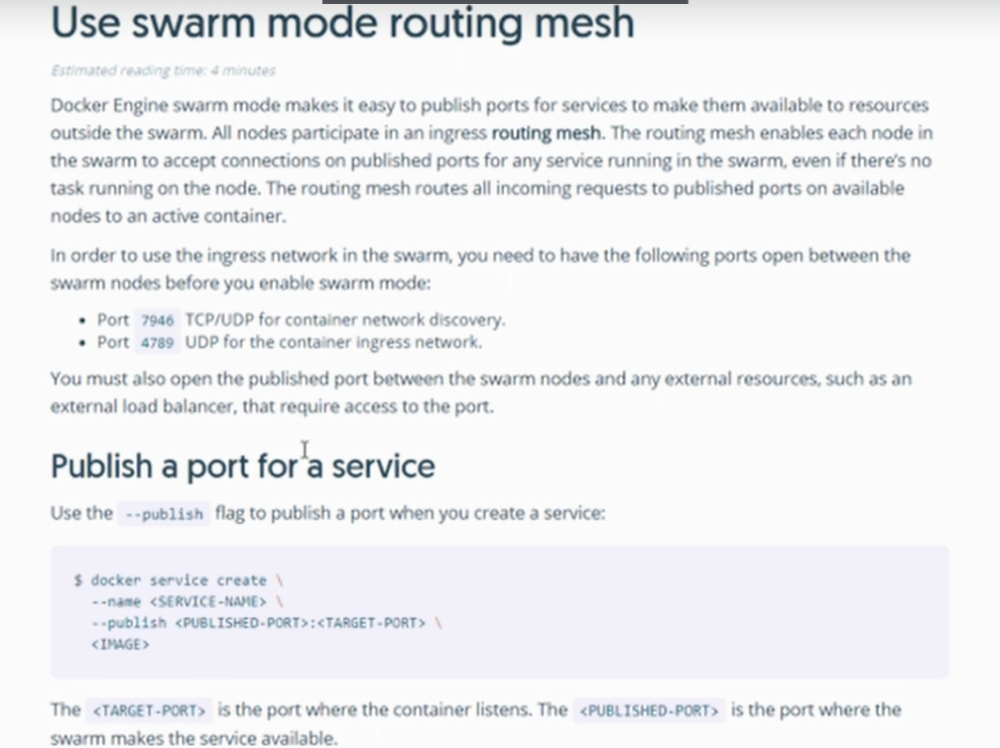 Use swarm mode routing mesh
Estimated reading time: 4 minutes
Docker Engine swarm mode makes it easy to publish ports for services to make them available to resources
outside the swarm. All nodes participate in an ingress routing mesh. The routing mesh enables each node in
the swarm to accept connections on published ports for any service running in the swarm, even if there's no
task running on the node. The routing mesh routes all incoming requests to published ports on available
nodes to an active container.
In order to use the ingress network in the swarm, you need to have the following ports open between the
swarm nodes before you enable swarm mode:
• Port 7946 TCP/UDP for container network discovery.
• Port 4789 UDP for the container ingress network.
You must also open the published port between the swarm nodes and any external resources, such as an
external load balancer, that require access to the port.
Publish a port for a service
Use the --publish flag to publish a port when you create a service:
$ docker service create \
--name <SERVICE-NAME> \
--publish <PUBLISHED-PORT>:<TARGET-PORT> \
<IMAGE>
The <TARGET-PORT> is the port where the container listens. The <PUBLISHED-PORT> is the port where the
swarm makes the service available.